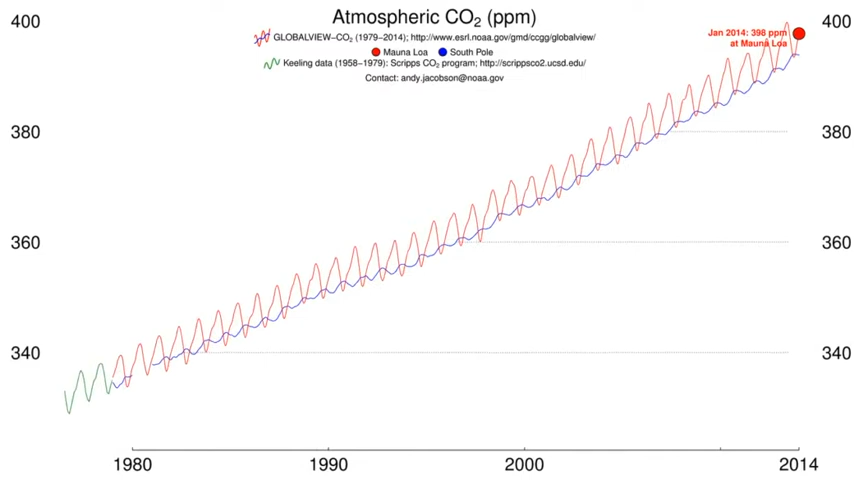 Atmospheric CO₂ (ppm)
GLOBALVIEW−CO₂ (1979−2014); http://www.esrl.noaa.gov/gmd/ccgg/globalview/
Mauna Loa South Pole
Keeling data (1958−1979): Scripps CO₂ program; http://scrippsco2.ucsd.edu/
Contact: andy.jacobson@noaa.gov
Jan 2014: 398 ppm
at Mauna Loa
400 400
380 380
360 360
340 340
1980 1990 2000 2014